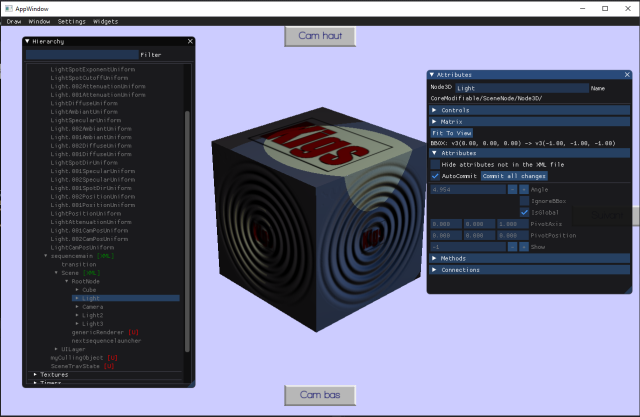 AppWindow
Draw Window Settings Widgets
Cam haut
Hierarchy
Filter
LightSpotExponentUniform
LightSpotCutoffUniform
Light.002AttenuationUniform
Light.001AttenuationUniform
LightDiffuseUniform
LightAmbiantUniform
LightSpecularUniform
Light.002AmbiantUniform
Light.001AmbiantUniform
Light.002DiffuseUniform
Light.001DiffuseUniform
LightSpotDirUniform
Light.002SpecularUniform
Light.001SpecularUniform
Light.001SpotDirUniform
Light.002PositionUniform
Light.001PositionUniform
LightPositionUniform
LightAttenuationUniform
Light.001CamPosUniform
Light.002CamPosUniform
LightCamPosUniform
sequencemain [XML]
transition
Scene [XML]
RootNode
Cube
Light
Camera
Light2
Light3
genericRenderer [U]
nextsequencelauncher
UILayer
myCullingObject [U]
SceneTravState [U]
Textures
Timers
KIGS
Attributes
Node3D Light Name
CoreModifiable/SceneNode/Node3D/
Controls
Matrix
Fit To View
BBOX: v3(0.00, 0.00, 0.00) -> v3(-1.00, -1.00, -1.00)
Attributes
Hide attributes not in the XML file
AutoCommit Commit all changes
4.954 - + Angle
IgnoreBBox
IsGlobal
0.000 0.000 1.000 PivotAxis
0.000 0.000 0.000 PivotPosition
-1 - + Show
Methods
Connections
Cam bas